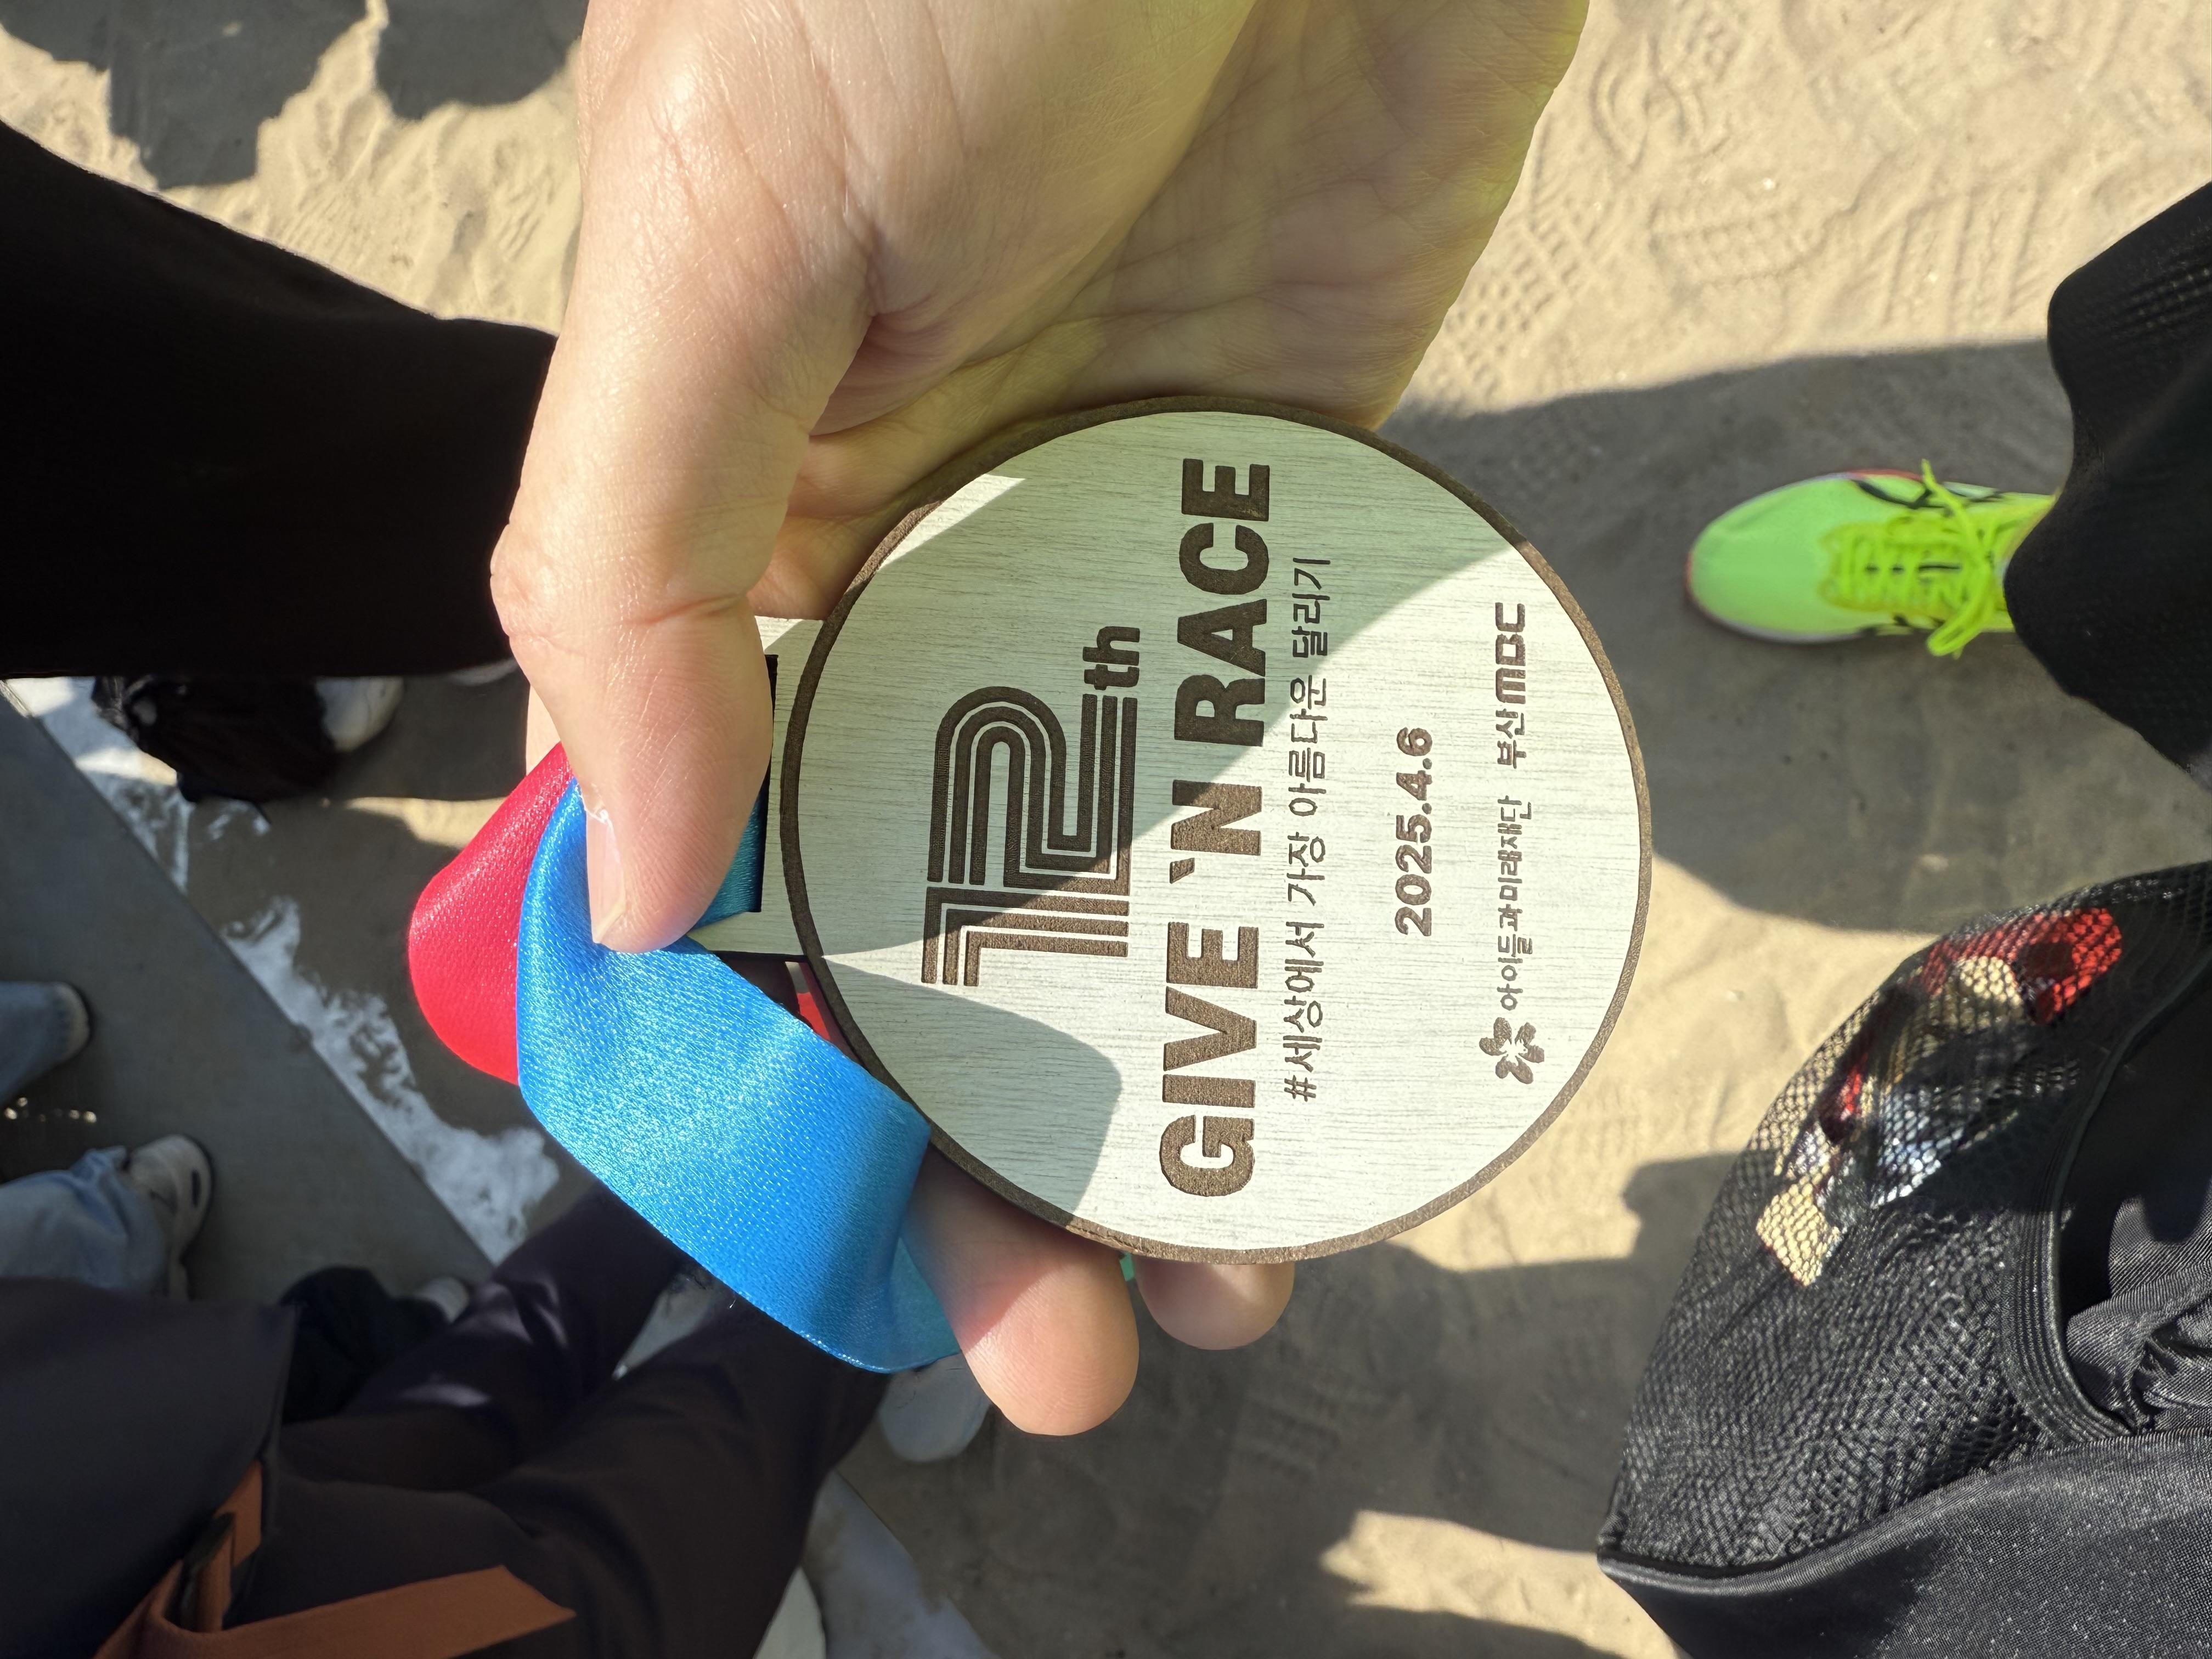 12th
GIVE 'N RACE
#세상에서 가장 아름다운 달리기
2025.4.6
아이들과미래재단 부산MBC